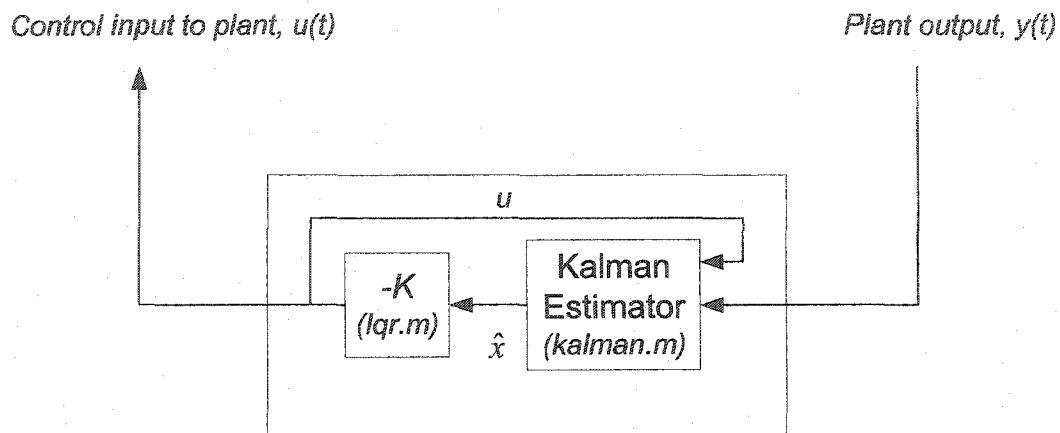 Control input to plant, u(t)
Plant output, y(t)
u
-K
(lqr.m)
x̂
Kalman
Estimator
(kalman.m)